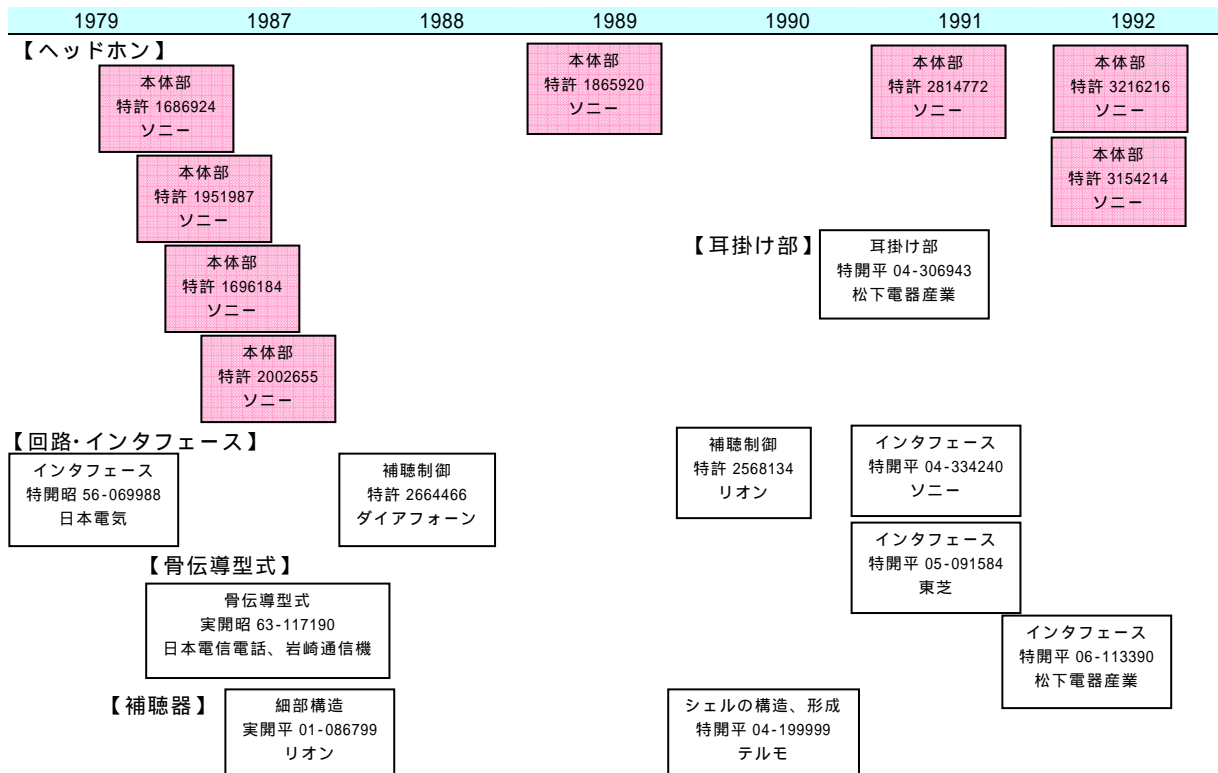 1979 1987 1988 1989 1990 1991 1992
【ヘッドホン】
本体部
特許 1686924
ソニー
本体部
特許 1951987
ソニー
本体部
特許 1696184
ソニー
本体部
特許 2002655
ソニー
本体部
特許 1865920
ソニー
本体部
特許 2814772
ソニー
本体部
特許 3216216
ソニー
本体部
特許 3154214
ソニー
【耳掛け部】
耳掛け部
特開平 04-306943
松下電器産業
【回路･インタフェース】
インタフェース
特開昭 56-069988
日本電気
補聴制御
特許 2664466
ダイアフォーン
補聴制御
特許 2568134
リオン
インタフェース
特開平 04-334240
ソニー
インタフェース
特開平 05-091584
東芝
インタフェース
特開平 06-113390
松下電器産業
【骨伝導型式】
骨伝導型式
実開昭 63-117190
日本電信電話、岩崎通信機
【補聴器】
細部構造
実開平 01-086799
リオン
シェルの構造、形成
特開平 04-199999
テルモ